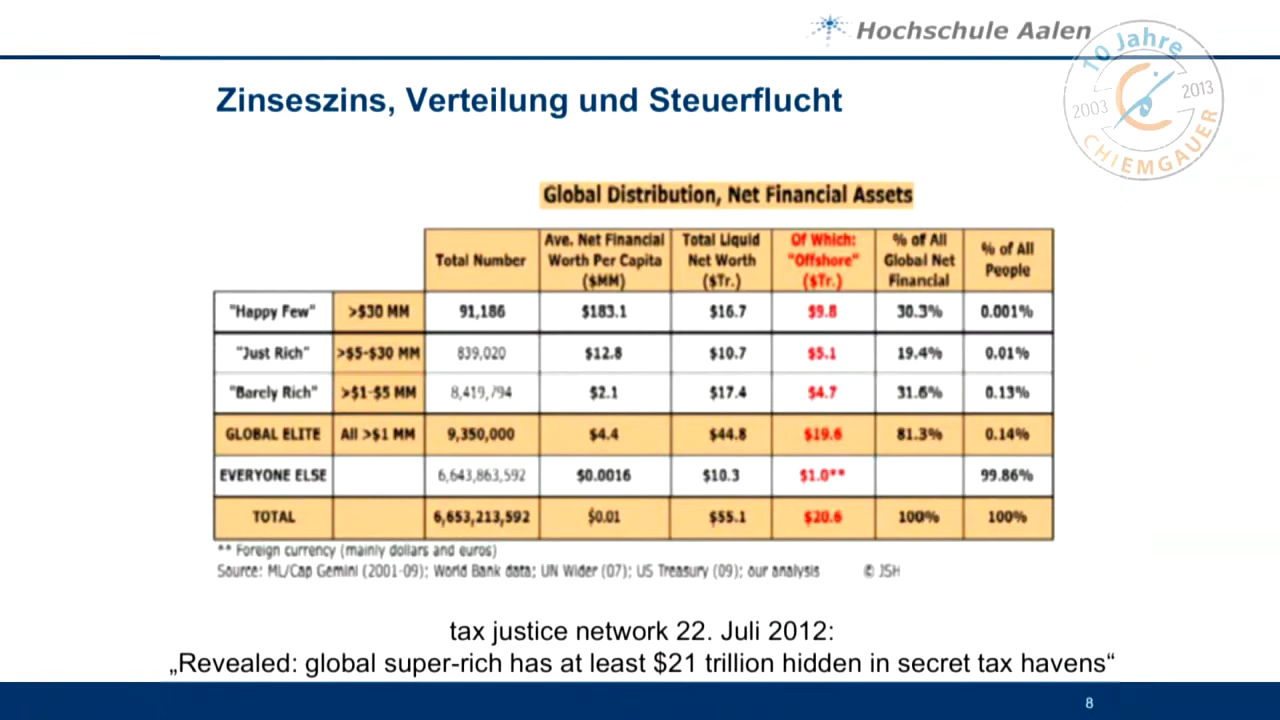 Hochschule Aalen
10 Jahre
2003 2013
CHIEMGAUER
Zinseszins, Verteilung und Steuerflucht
Global Distribution, Net Financial Assets
Total Number
Ave. Net Financial Worth Per Capita ($MM)
Total Liquid Net Worth ($Tr.)
Of Which: "Offshore" ($Tr.)
% of All Global Net Financial
% of All People
"Happy Few" >$30 MM 91,186 $183.1 $16.7 $9.8 30.3% 0.001%
"Just Rich" >$5-$30 MM 839,020 $12.8 $10.7 $5.1 19.4% 0.01%
"Barely Rich" >$1-$5 MM 8,419,794 $2.1 $17.4 $4.7 31.6% 0.13%
GLOBAL ELITE All >$1 MM 9,350,000 $4.4 $44.8 $19.6 81.3% 0.14%
EVERYONE ELSE 6,643,863,592 $0.0016 $10.3 $1.0** 99.86%
TOTAL 6,653,213,592 $0.01 $55.1 $20.6 100% 100%
** Foreign currency (mainly dollars and euros)
Source: ML/Cap Gemini (2001-09); World Bank data; UN Wider (07); US Treasury (09); our analysis © JSH
tax justice network 22. Juli 2012:
„Revealed: global super-rich has at least $21 trillion hidden in secret tax havens“
8